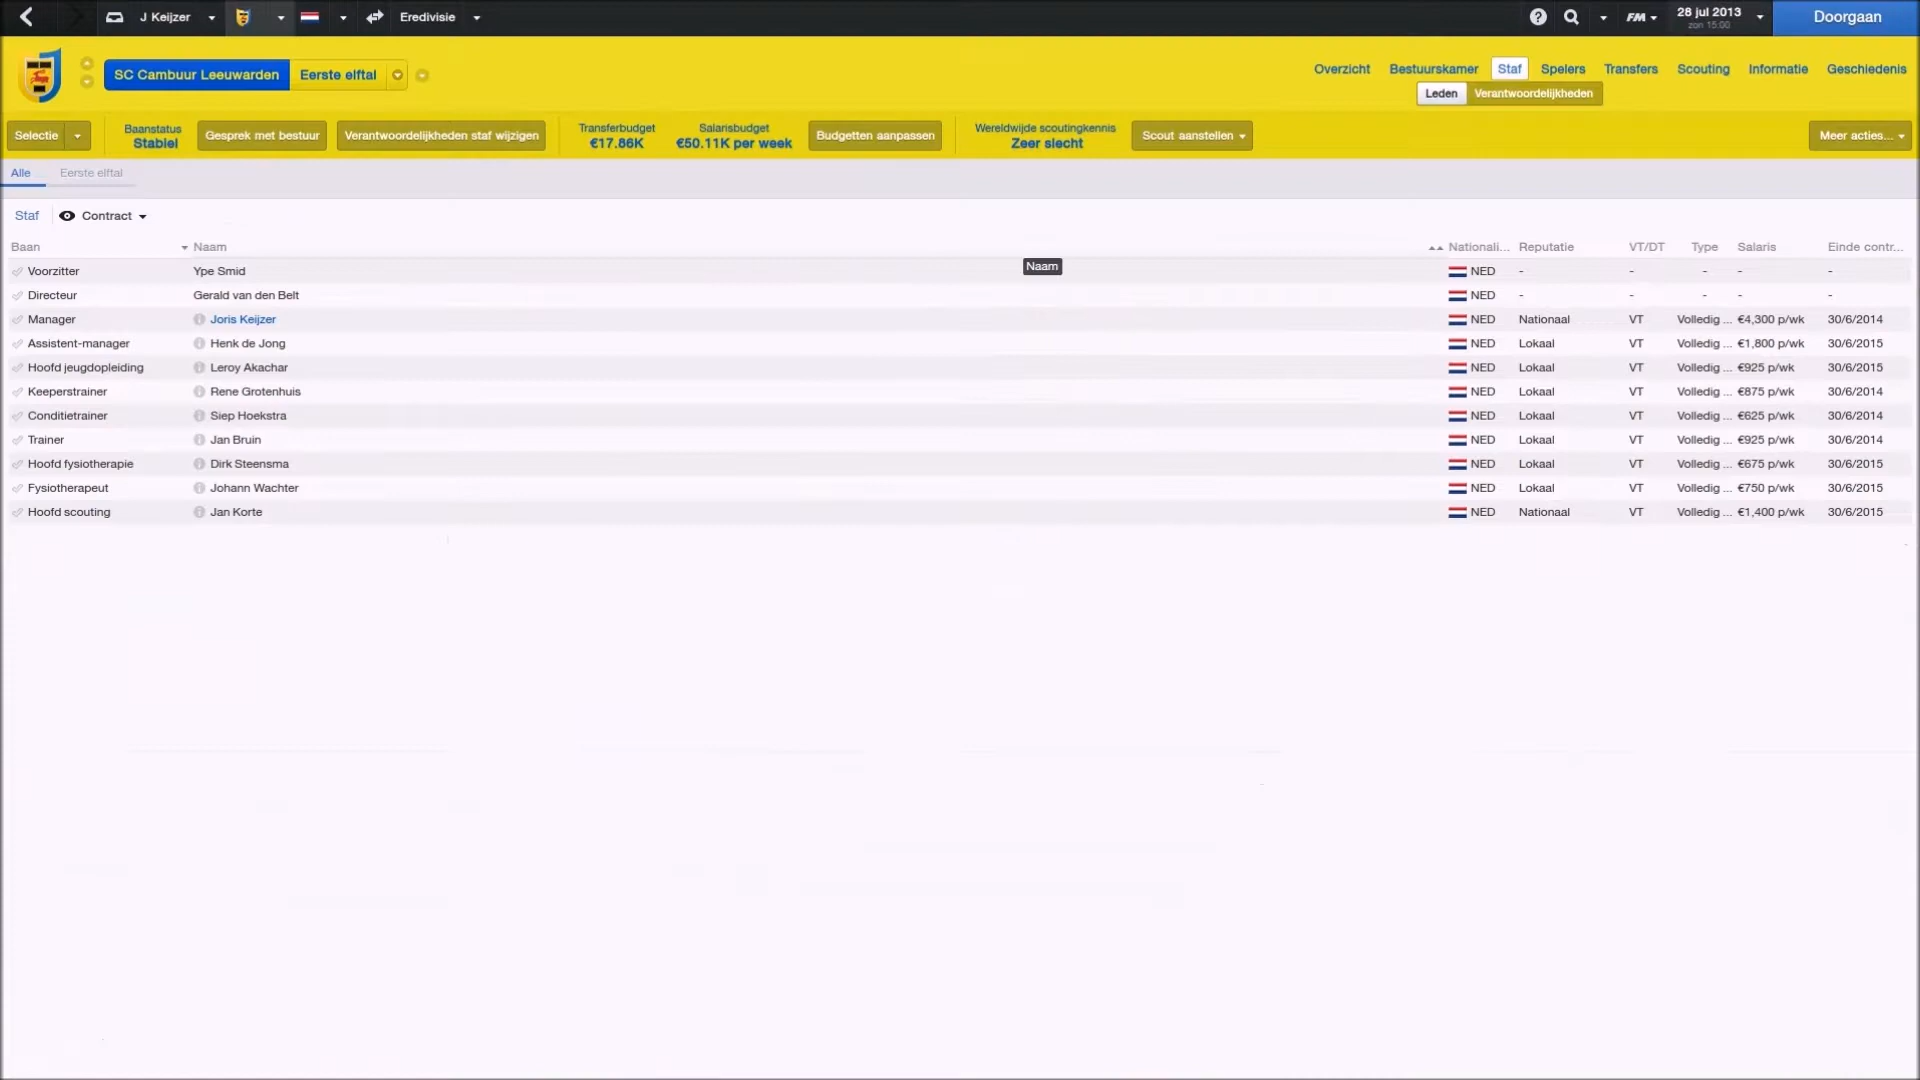 J Keijzer Eredivisie FM 28 jul 2013 Doorgaan
zon 15:00
SC Cambuur Leeuwarden Eerste elftal
Overzicht Bestuurskamer Staf Spelers Transfers Scouting Informatie Geschiedenis
Leden Verantwoordelijkheden
Selectie Baanstatus Stabiel Gesprek met bestuur Verantwoordelijkheden staf wijzigen Transferbudget €17.86K Salarisbudget €50.11K per week Budgetten aanpassen Wereldwijde scoutingkennis Zeer slecht Scout aanstellen Meer acties...
Alle Eerste elftal
Staf Contract
Baan Naam Nationali... Reputatie VT/DT Type Salaris Einde contr...
Naam
Voorzitter Ype Smid NED - - - - -
Directeur Gerald van den Belt NED - - - - -
Manager Joris Keijzer NED Nationaal VT Volledig ... €4,300 p/wk 30/6/2014
Assistent-manager Henk de Jong NED Lokaal VT Volledig ... €1,800 p/wk 30/6/2015
Hoofd jeugdopleiding Leroy Akachar NED Lokaal VT Volledig ... €925 p/wk 30/6/2015
Keeperstrainer Rene Grotenhuis NED Lokaal VT Volledig ... €875 p/wk 30/6/2014
Conditietrainer Siep Hoekstra NED Lokaal VT Volledig ... €625 p/wk 30/6/2014
Trainer Jan Bruin NED Lokaal VT Volledig ... €925 p/wk 30/6/2014
Hoofd fysiotherapie Dirk Steensma NED Lokaal VT Volledig ... €675 p/wk 30/6/2015
Fysiotherapeut Johann Wachter NED Lokaal VT Volledig ... €750 p/wk 30/6/2015
Hoofd scouting Jan Korte NED Nationaal VT Volledig ... €1,400 p/wk 30/6/2015